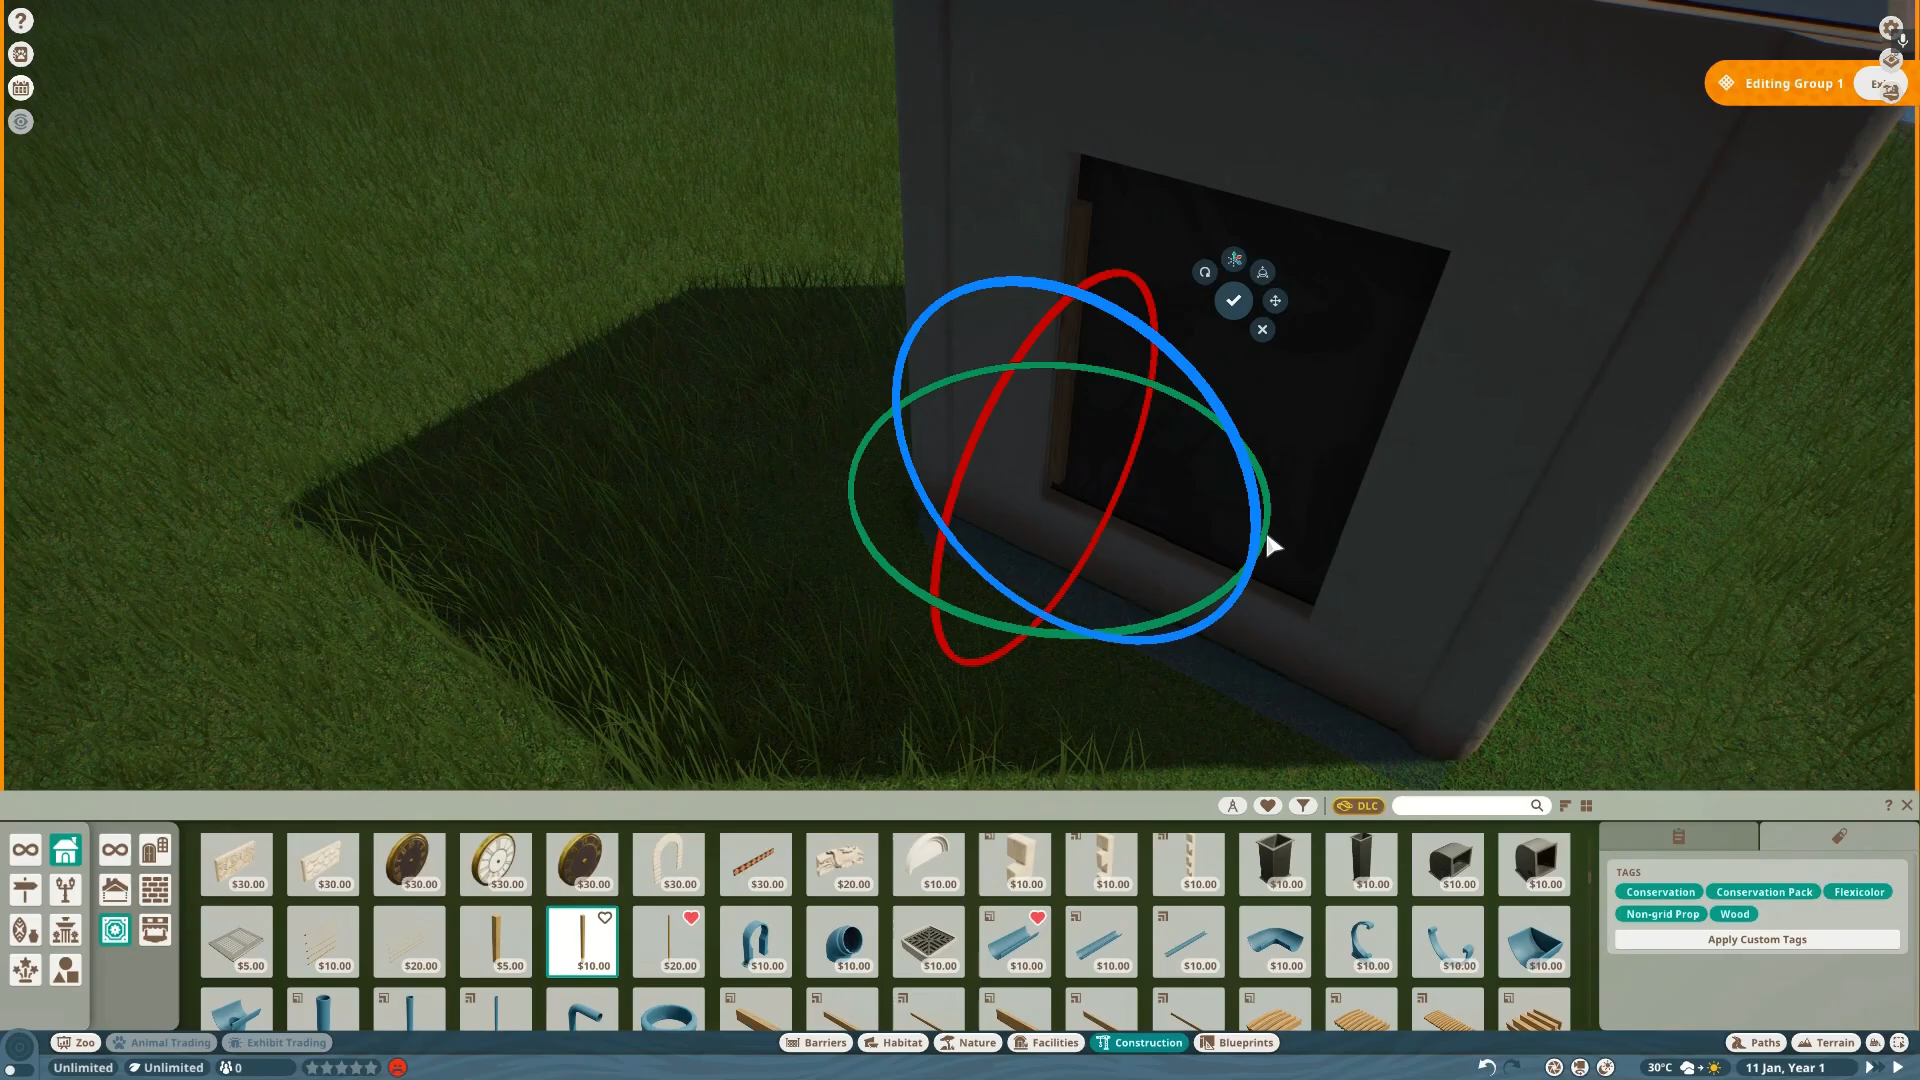 Editing Group 1
DLC
$30.00 $30.00 $30.00 $30.00 $30.00 $30.00 $30.00 $20.00 $10.00 $10.00 $10.00 $10.00 $10.00 $10.00 $10.00 $10.00
$5.00 $10.00 $20.00 $5.00 $10.00 $20.00 $10.00 $10.00 $10.00 $10.00 $10.00 $10.00 $10.00 $10.00 $10.00 $10.00
TAGS
Conservation Conservation Pack Flexicolor
Non-grid Prop Wood
Apply Custom Tags
Zoo Animal Trading Exhibit Trading Barriers Habitat Nature Facilities Construction Blueprints Paths Terrain
Unlimited Unlimited 0 30°C 11 Jan, Year 1